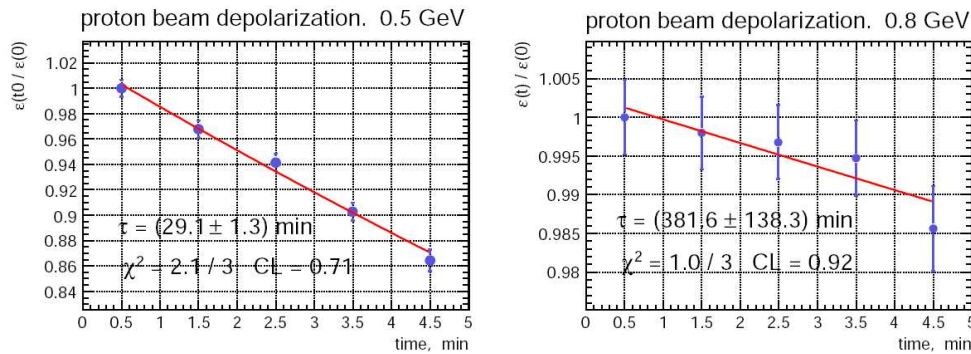 proton beam depolarization. 0.5 GeV
ε(t0 / ε(0)
1.02
1
0.98
0.96
0.94
0.92
0.9
0.88
0.86
0.84
τ = (29.1 ± 1.3) min
χ² = 2.1 / 3 CL = 0.71
0 0.5 1 1.5 2 2.5 3 3.5 4 4.5 5
time, min
proton beam depolarization. 0.8 GeV
ε(t) / ε(0)
1.005
1
0.995
0.99
0.985
0.98
τ = (381.6 ± 138.3) min
χ² = 1.0 / 3 CL = 0.92
0 0.5 1 1.5 2 2.5 3 3.5 4 4.5 5
time, min